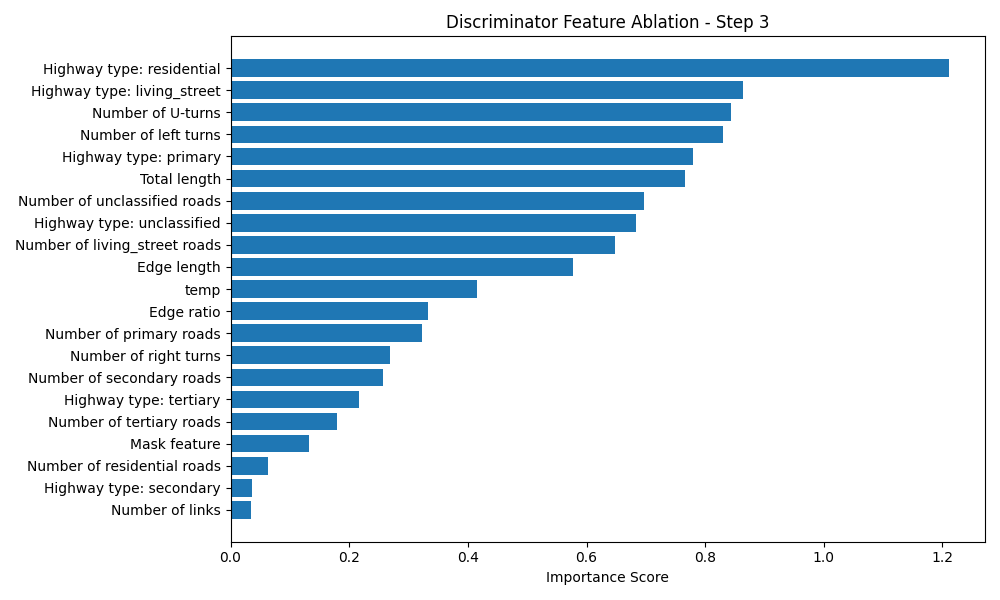 Discriminator Feature Ablation - Step 3
Highway type: residential
Highway type: living_street
Number of U-turns
Number of left turns
Highway type: primary
Total length
Number of unclassified roads
Highway type: unclassified
Number of living_street roads
Edge length
temp
Edge ratio
Number of primary roads
Number of right turns
Number of secondary roads
Highway type: tertiary
Number of tertiary roads
Mask feature
Number of residential roads
Highway type: secondary
Number of links
0.0 0.2 0.4 0.6 0.8 1.0 1.2
Importance Score